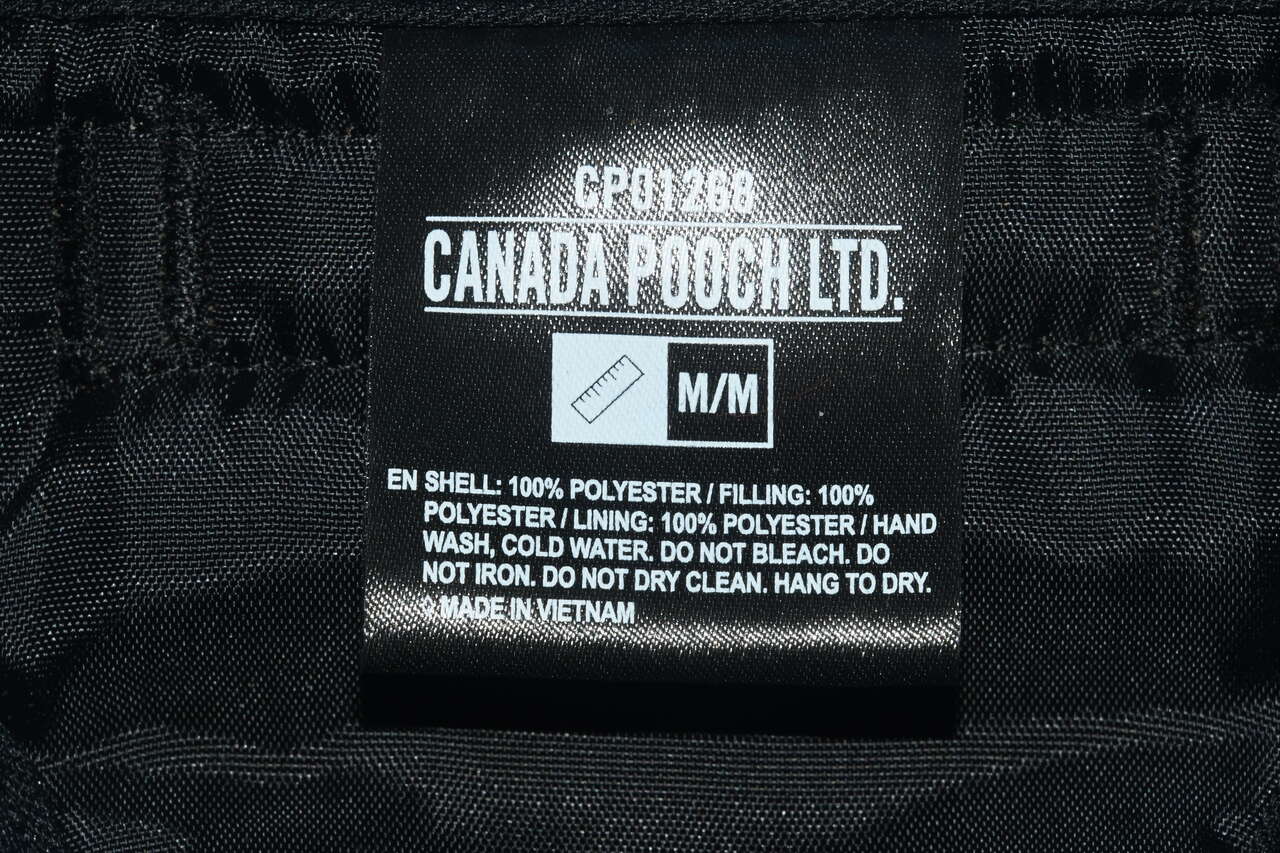 CP01268
CANADA POOCH LTD.
M/M
EN SHELL: 100% POLYESTER / FILLING: 100%
POLYESTER / LINING: 100% POLYESTER / HAND
WASH, COLD WATER. DO NOT BLEACH. DO
NOT IRON. DO NOT DRY CLEAN. HANG TO DRY.
◊ MADE IN VIETNAM